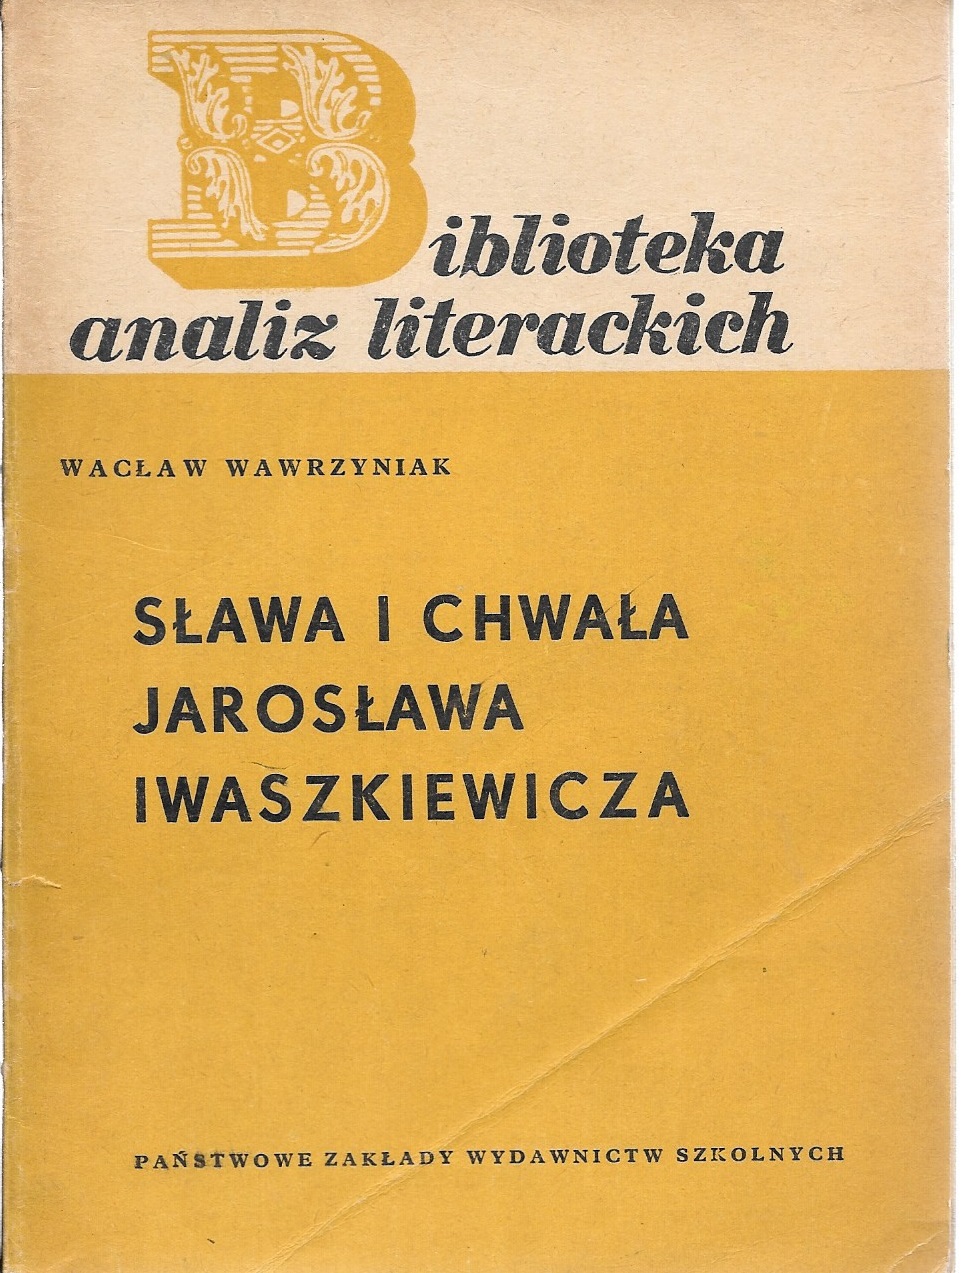 Biblioteka
analiz literackich
WACŁAW WAWRZYNIAK
SŁAWA I CHWAŁA
JAROSŁAWA
IWASZKIEWICZA
PAŃSTWOWE ZAKŁADY WYDAWNICTW SZKOLNYCH